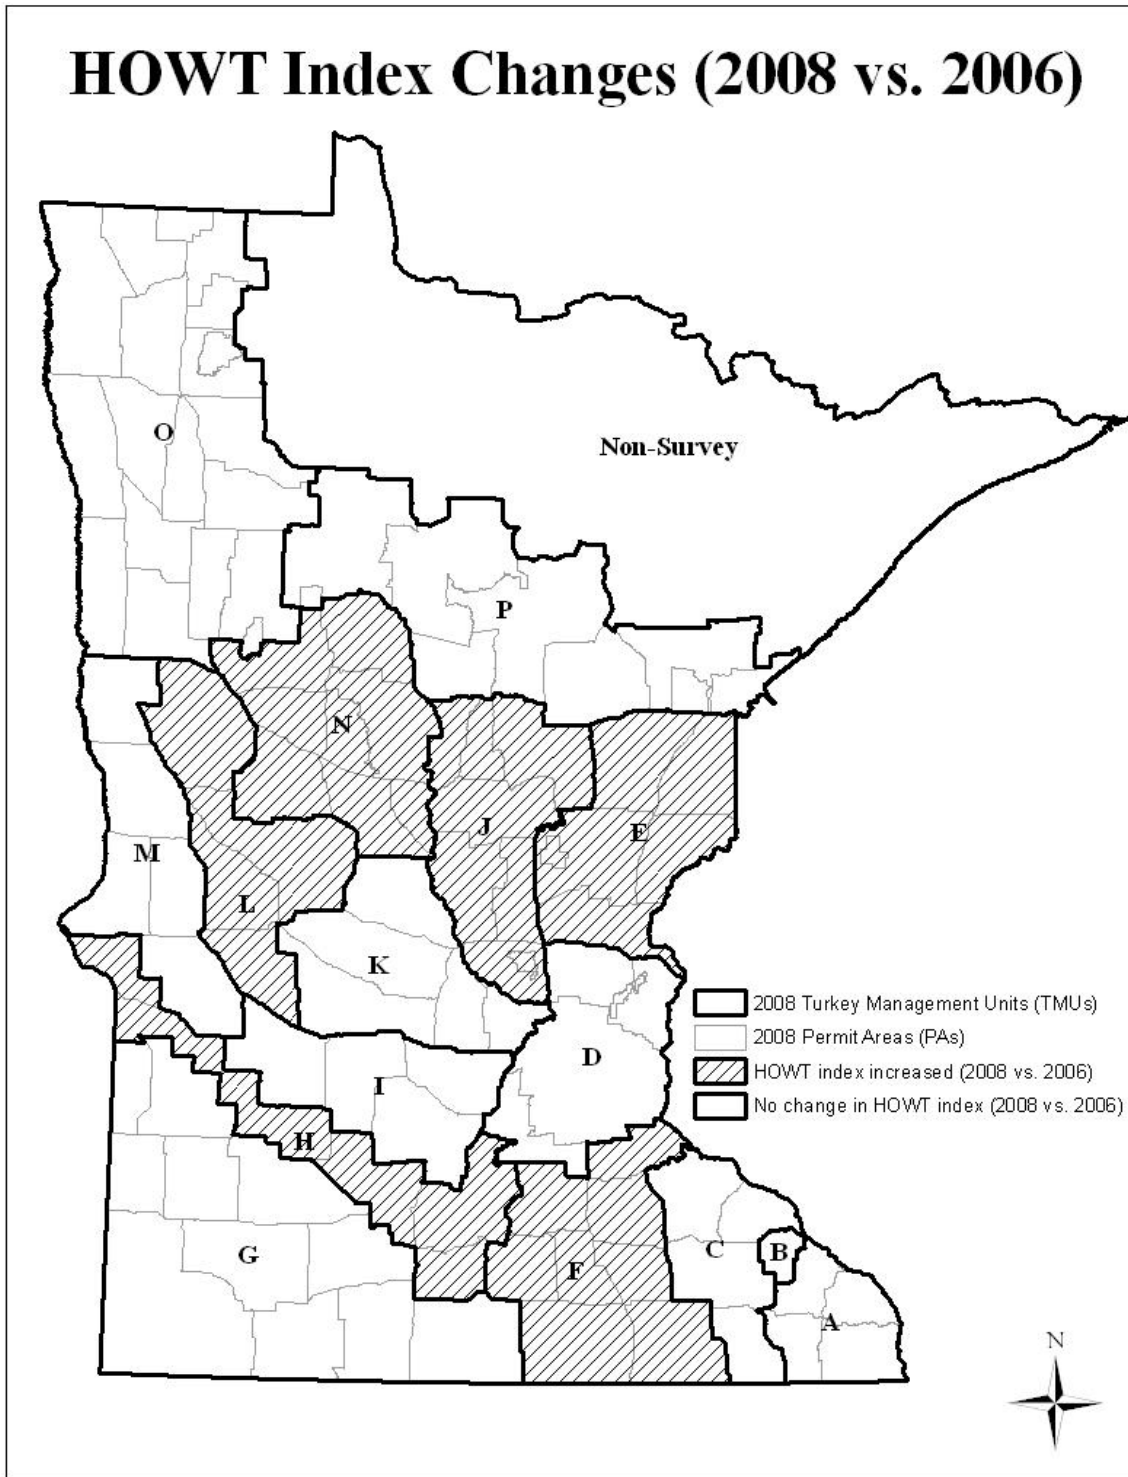 HOWT Index Changes (2008 vs. 2006)
O
Non-Survey
P
N
J
E
M
L
K
2008 Turkey Management Units (TMUs)
2008 Permit Areas (PAs)
HOWT index increased (2008 vs. 2006)
No change in HOWT index (2008 vs. 2006)
D
I
H
G
C
B
F
A
N